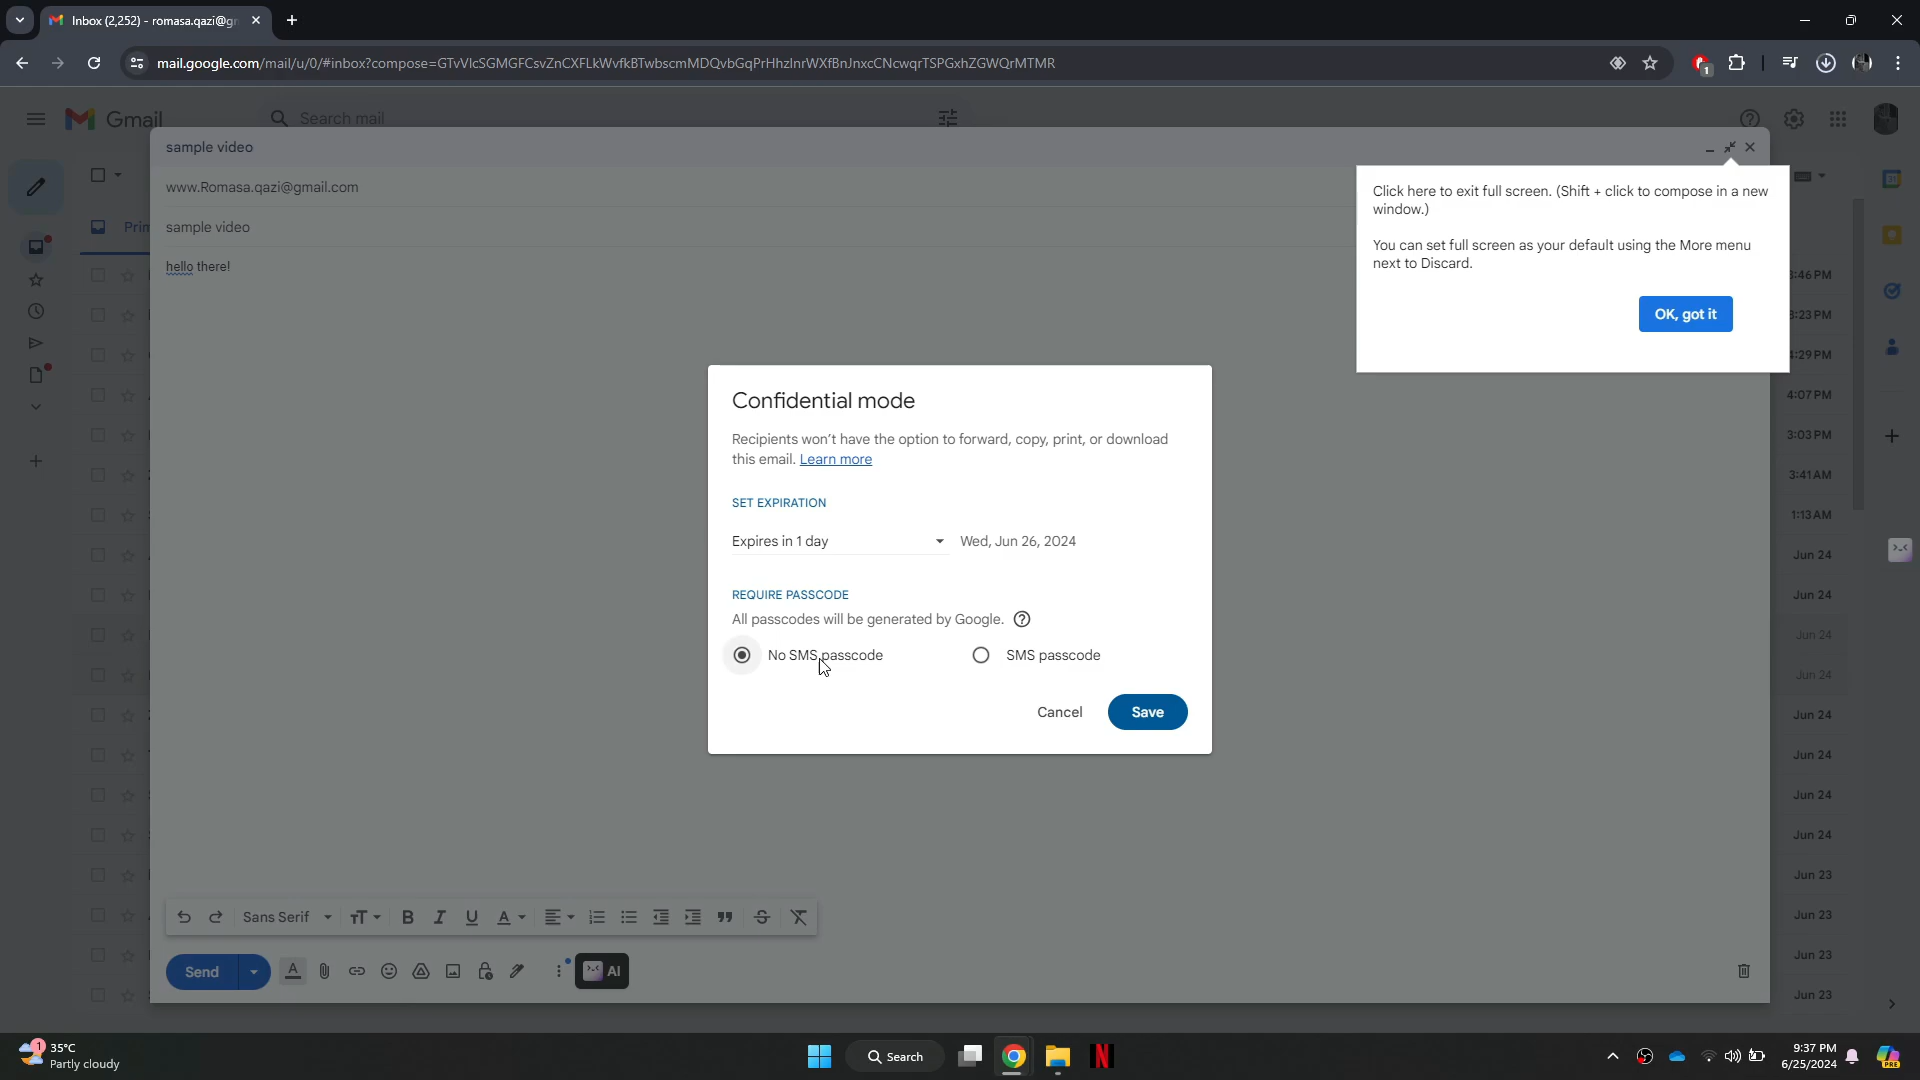 Inbox (2,252) - romasa.qazi@gr
mail.google.com/mail/u/0/#inbox?compose=GTvVlcSGMGFCsvZnCXFLkWvfkBTwbscmMDQvbGqPrHhzlnrWXfBnJnxcCNcwqrTSPGxhZGWQrMTMR
1
Gmail
Search mail
sample video
www.Romasa.qazi@gmail.com
sample video
hello there!
Prim
Click here to exit full screen. (Shift + click to compose in a new
window.)
You can set full screen as your default using the More menu
next to Discard.
OK, got it
3:46 PM
8:23 PM
4:29 PM
4:07 PM
3:03 PM
3:41 AM
1:13 AM
Jun 24
Jun 24
Jun 24
Jun 24
Jun 24
Jun 24
Jun 24
Jun 24
Jun 23
Jun 23
Jun 23
Jun 23
Confidential mode
Recipients won't have the option to forward, copy, print, or download
this email. Learn more
SET EXPIRATION
Expires in 1 day
Wed, Jun 26, 2024
REQUIRE PASSCODE
All passcodes will be generated by Google.
No SMS passcode
SMS passcode
Cancel
Save
Sans Serif
Send
AI
1
35°C
Partly cloudy
Search
9:37 PM
6/25/2024
PRE